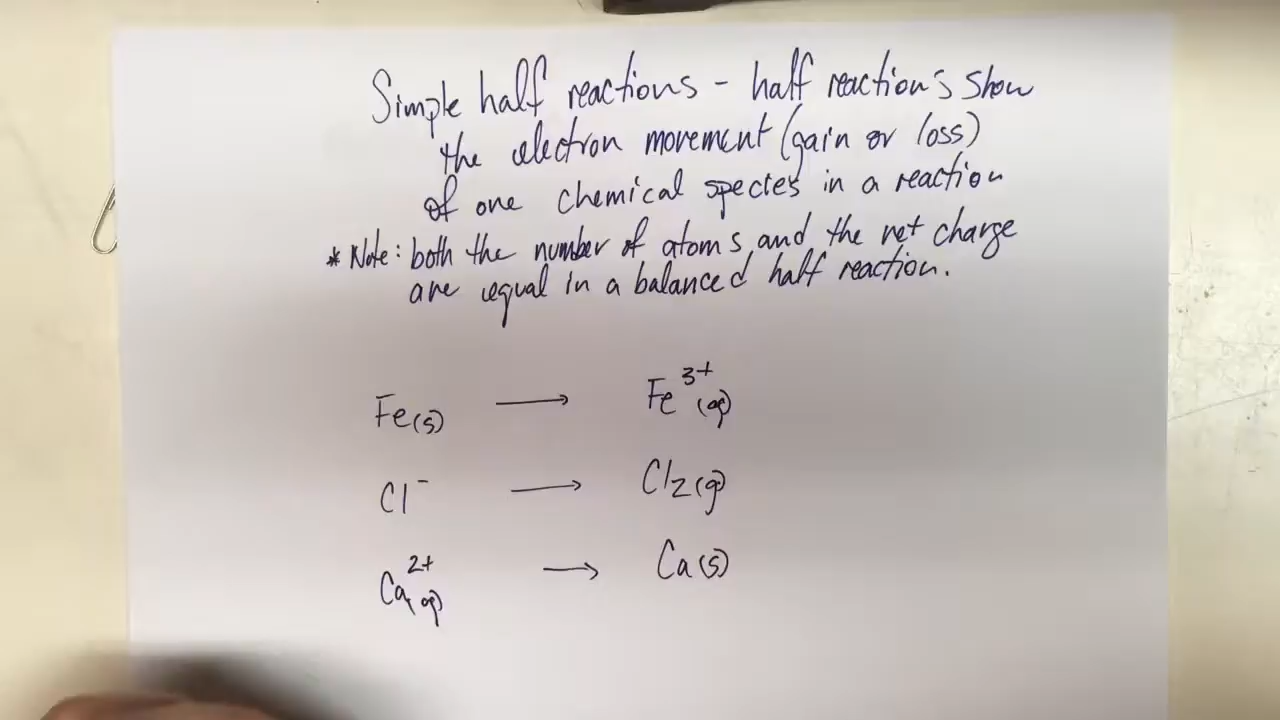 Simple half reactions - half reaction's show
the electron movement (gain or loss)
of one chemical species in a reaction
* Note: both the number of atoms and the net charge
are equal in a balanced half reaction.
Fe(s) → Fe³⁺(aq)
Cl⁻ → Cl₂(g)
Ca²⁺(aq) → Ca(s)